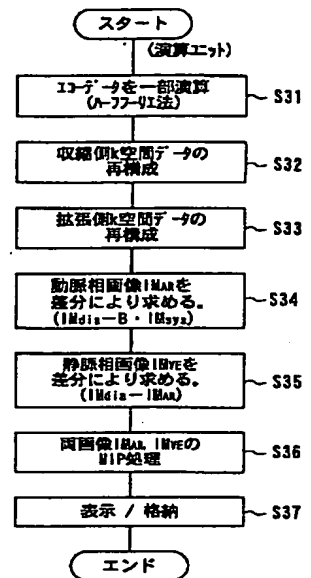 スタート
(演算ユニット)
エコーデータを一部演算
(ハーフフーリエ法)
S31
収縮側k空間データの
再構成
S32
拡張側k空間データの
再構成
S33
動脈相画像IMARを
差分により求める。
(IMdia-B・IMsys)
S34
静脈相画像IMVEを
差分により求める。
(IMdia-IMAR)
S35
両画像IMAR, IMVEの
MIP処理
S36
表示 / 格納
S37
エンド